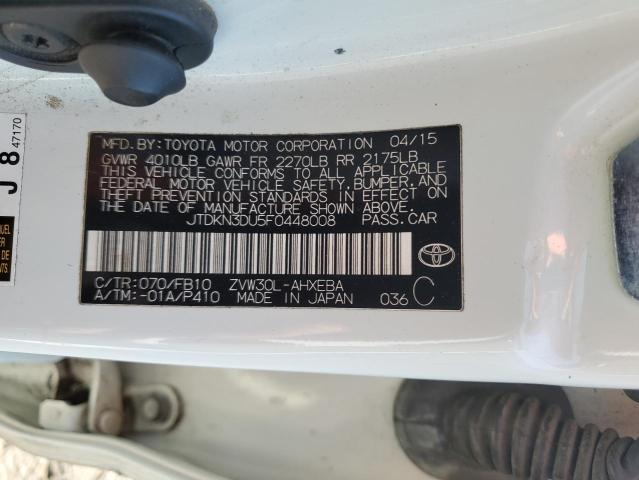 MFD. BY: TOYOTA MOTOR CORPORATION 04/15
GVWR 4010LB GAWR FR 2270LB RR 2175LB
THIS VEHICLE CONFORMS TO ALL APPLICABLE
FEDERAL MOTOR VEHICLE SAFETY, BUMPER, AND
THEFT PREVENTION STANDARDS IN EFFECT ON
THE DATE OF MANUFACTURE SHOWN ABOVE.
JTDKN3DU5F0448008 PASS.CAR
C/TR:070/FB10 ZVW30L-AHXEBA
A/TM:-01A/P410 MADE IN JAPAN 036 C
J 8
47170